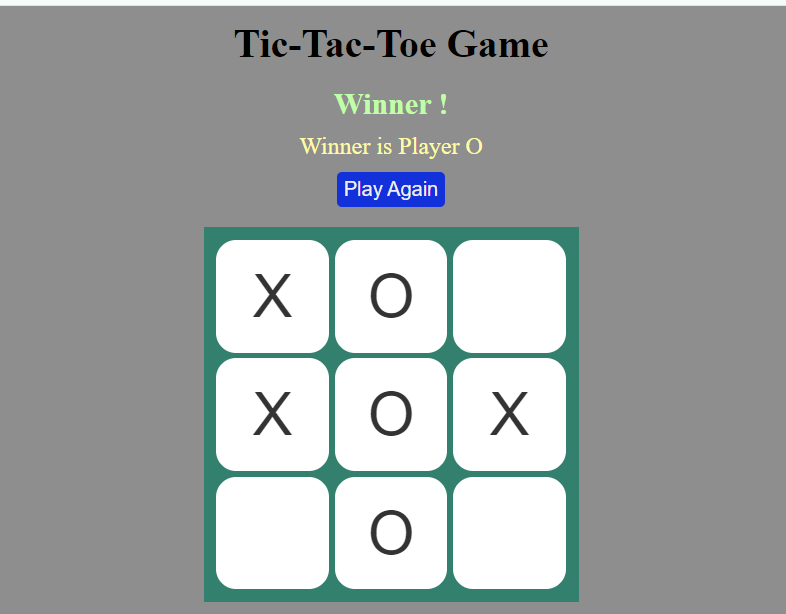 Tic-Tac-Toe Game
Winner !
Winner is Player O
Play Again
X O
X O X
O